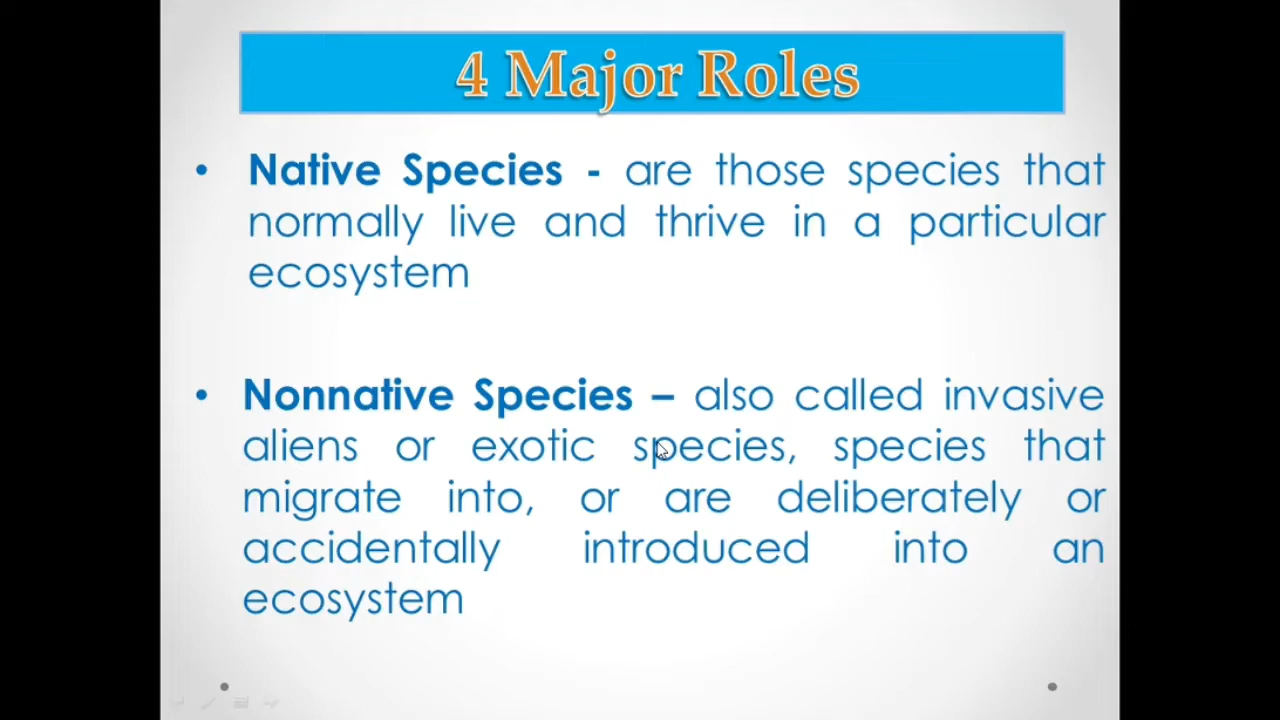 4 Major Roles
• Native Species - are those species that
normally live and thrive in a particular
ecosystem
• Nonnative Species – also called invasive
aliens or exotic species, species that
migrate into, or are deliberately or
accidentally introduced into an
ecosystem